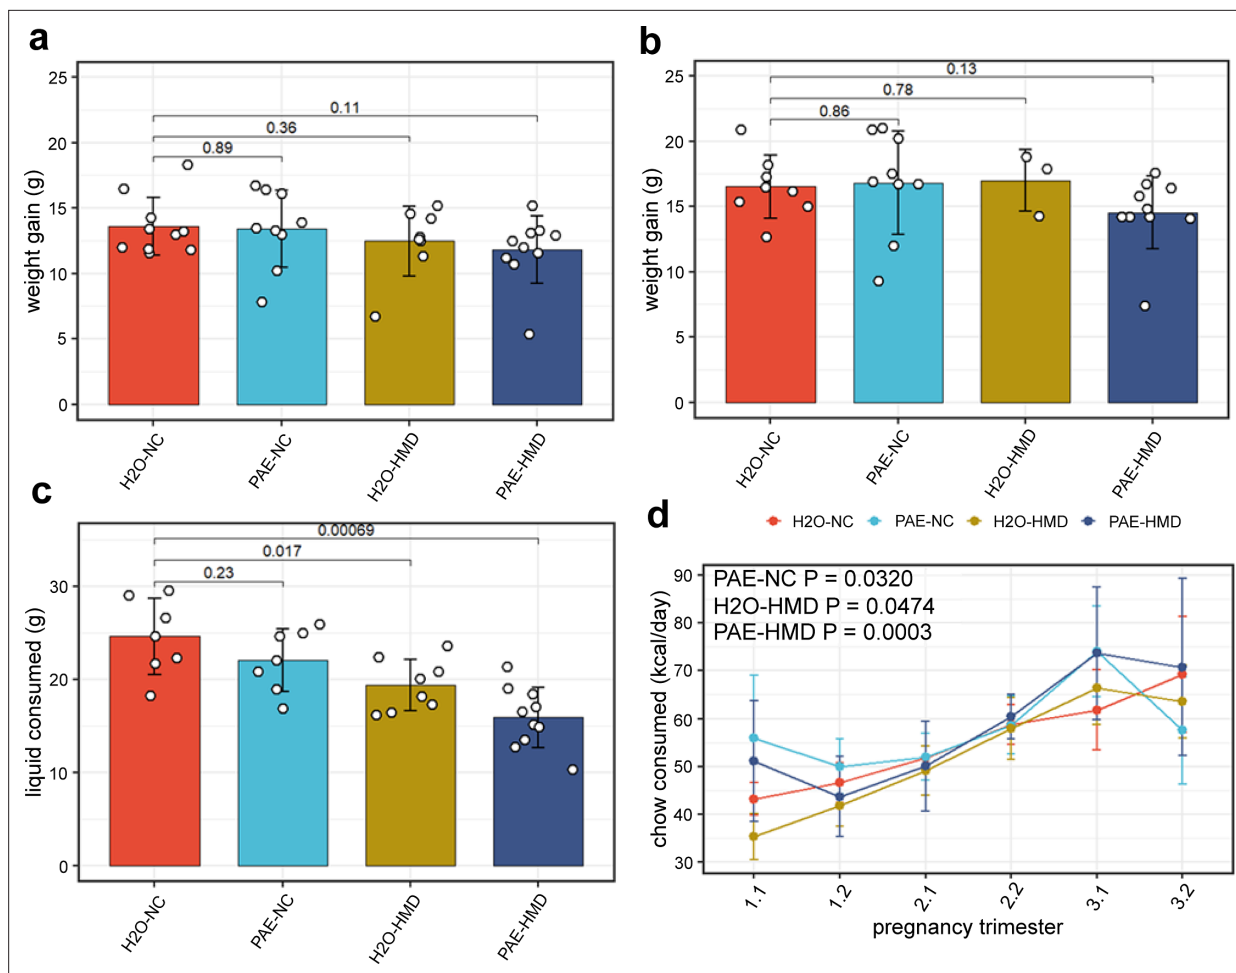 a
weight gain (g)
25
20
15
10
5
0
0.11
0.36
0.89
H2O-NC
PAE-NC
H2O-HMD
PAE-HMD
b
weight gain (g)
25
20
15
10
5
0
0.13
0.78
0.86
H2O-NC
PAE-NC
H2O-HMD
PAE-HMD
c
liquid consumed (g)
30
20
10
0
0.00069
0.017
0.23
H2O-NC
PAE-NC
H2O-HMD
PAE-HMD
d
H2O-NC PAE-NC H2O-HMD PAE-HMD
PAE-NC P = 0.0320
H2O-HMD P = 0.0474
PAE-HMD P = 0.0003
chow consumed (kcal/day)
90
80
70
60
50
40
30
1.1
1.2
2.1
2.2
3.1
3.2
pregnancy trimester